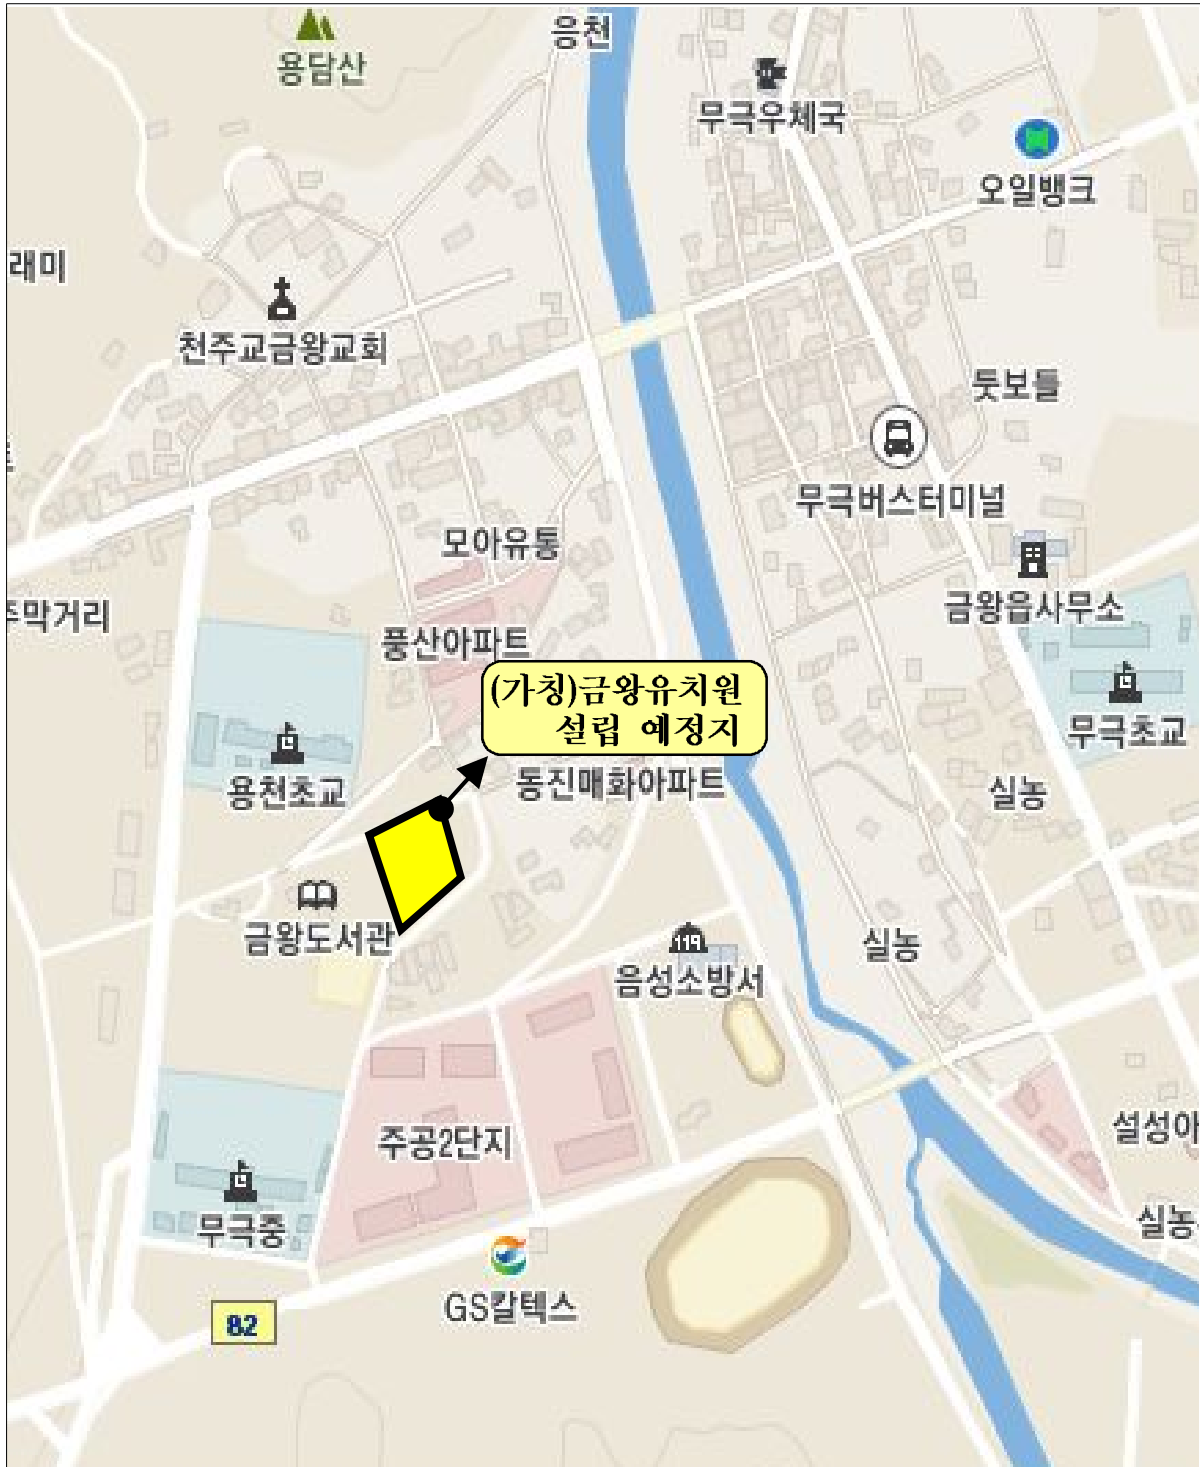 응천
용담산
무극우체국
오일뱅크
래미
천주교금왕교회
둣보들
무극버스터미널
모아유통
금왕읍사무소
주막거리
풍산아파트
(가칭)금왕유치원
설립 예정지
무극초교
동진매화아파트
용천초교
실농
119
금왕도서관
실농
음성소방서
설성아
주공2단지
실농
무극중
GS칼텍스
82